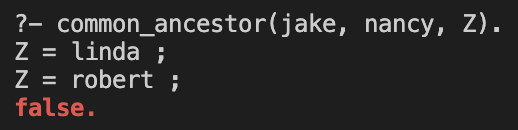 ?- common_ancestor(jake, nancy, Z).
Z = linda ;
Z = robert ;
false.